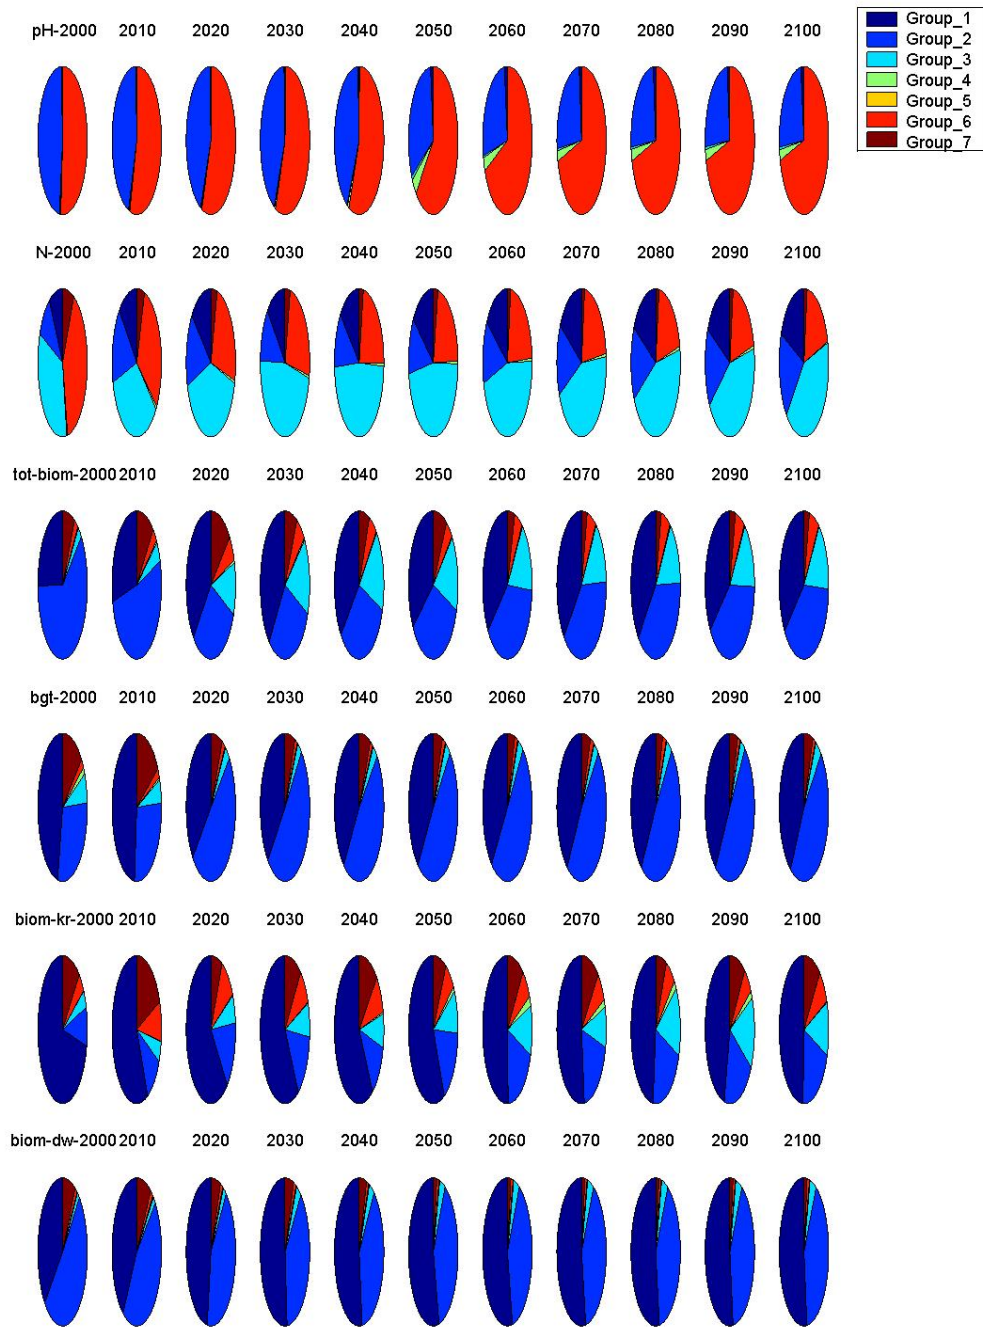 pH-2000 2010 2020 2030 2040 2050 2060 2070 2080 2090 2100
Group_1
Group_2
Group_3
Group_4
Group_5
Group_6
Group_7
N-2000 2010 2020 2030 2040 2050 2060 2070 2080 2090 2100
tot-biom-2000 2010 2020 2030 2040 2050 2060 2070 2080 2090 2100
bgt-2000 2010 2020 2030 2040 2050 2060 2070 2080 2090 2100
biom-kr-2000 2010 2020 2030 2040 2050 2060 2070 2080 2090 2100
biom-dw-2000 2010 2020 2030 2040 2050 2060 2070 2080 2090 2100